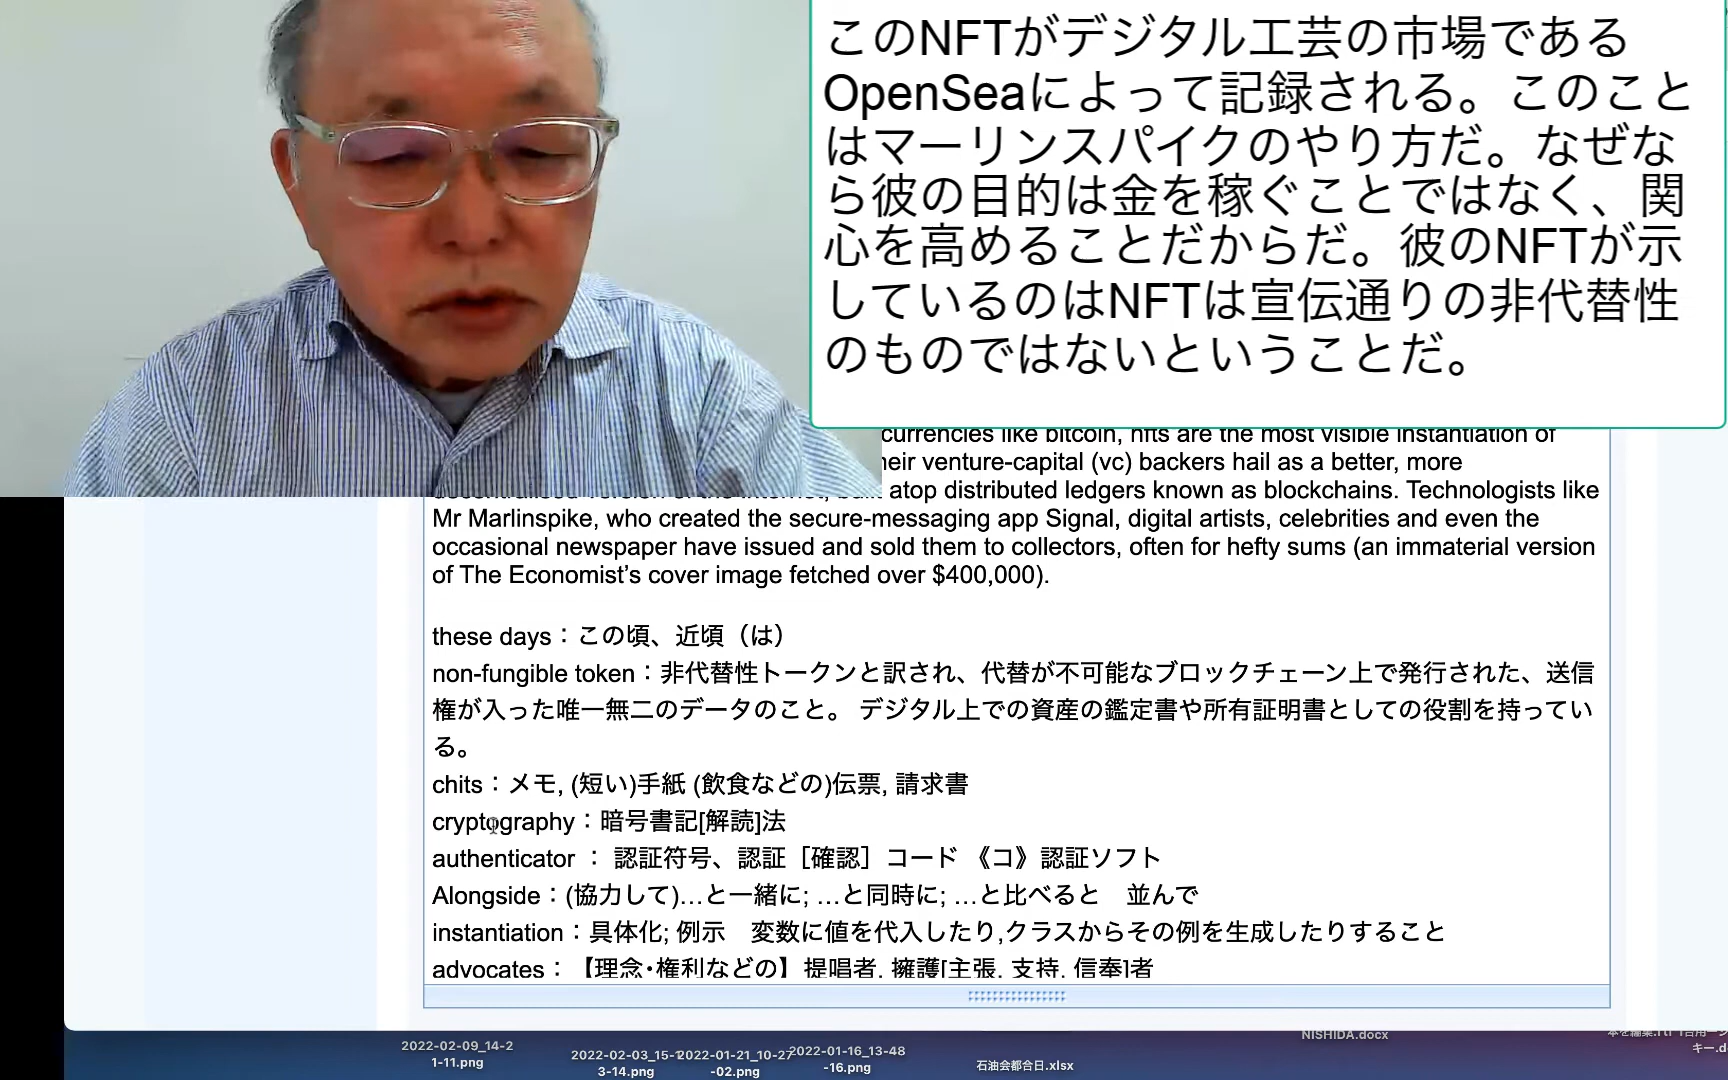 このNFTがデジタル工芸の市場である
OpenSeaによって記録される。このこと
はマーリンスパイクのやり方だ。なぜな
ら彼の目的は金を稼ぐことではなく、関
心を高めることだからだ。彼のNFTが示
しているのはNFTは宣伝通りの非代替性
のものではないということだ。
currencies like bitcoin, nfts are the most visible instantiation of
heir venture-capital (vc) backers hail as a better, more
atop distributed ledgers known as blockchains. Technologists like
Mr Marlinspike, who created the secure-messaging app Signal, digital artists, celebrities and even the
occasional newspaper have issued and sold them to collectors, often for hefty sums (an immaterial version
of The Economist’s cover image fetched over $400,000).
these days：この頃、近頃（は）
non-fungible token：非代替性トークンと訳され、代替が不可能なブロックチェーン上で発行された、送信
権が入った唯一無二のデータのこと。 デジタル上での資産の鑑定書や所有証明書としての役割を持ってい
る。
chits：メモ, (短い)手紙 (飲食などの)伝票, 請求書
cryptography：暗号書記[解読]法
authenticator ： 認証符号、認証［確認］コード 《コ》認証ソフト
Alongside：(協力して)…と一緒に; …と同時に; …と比べると　並んで
instantiation：具体化; 例示　変数に値を代入したり,クラスからその例を生成したりすること
advocates：【理念･権利などの】提唱者, 擁護[主張, 支持, 信奉]者
NISHIDA.docx
キー.d
2022-02-09_14-2
1-11.png
2022-02-03_15-1
3-14.png
2022-01-21_10-27
-02.png
2022-01-16_13-48
-16.png
石油会都合日.xlsx